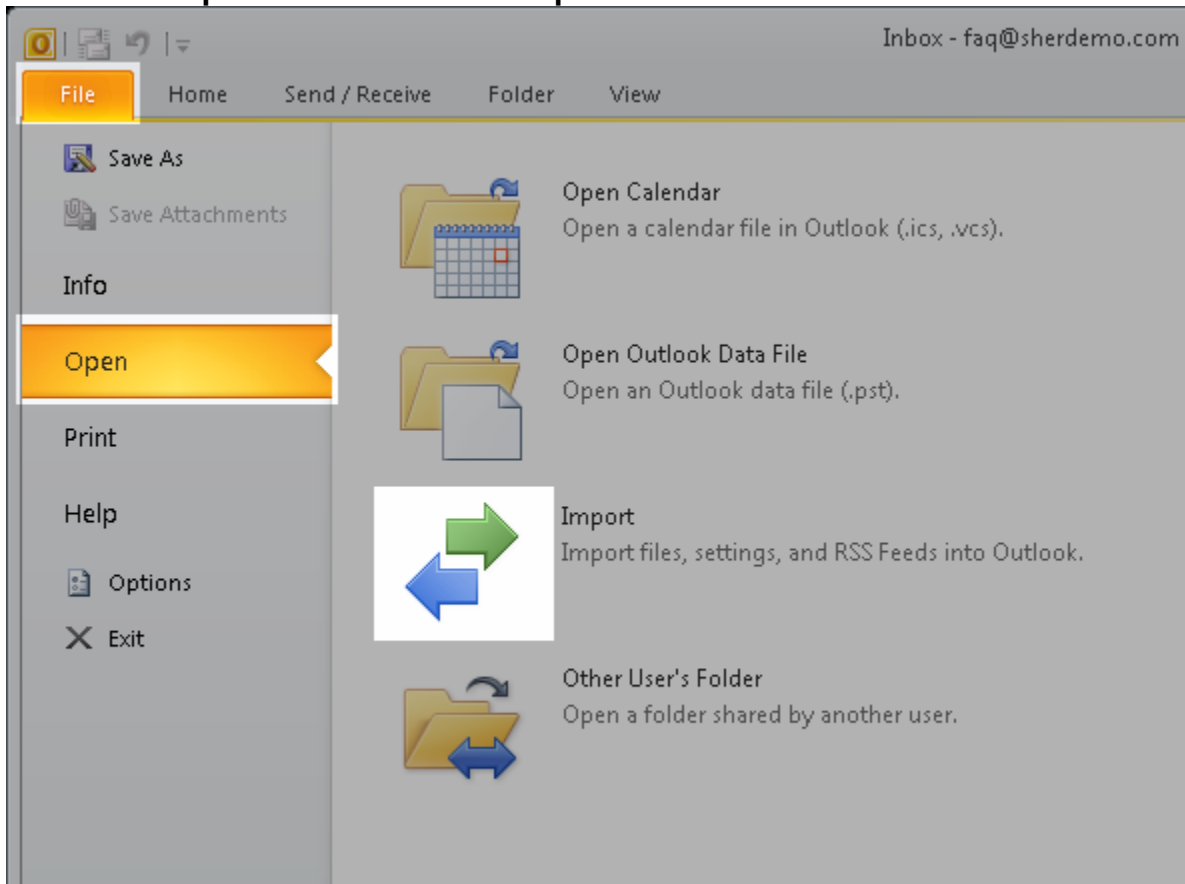 Inbox - faq@sherdemo.com
File Home Send / Receive Folder View
Save As
Save Attachments
Info
Open
Print
Help
Options
Exit
Open Calendar
Open a calendar file in Outlook (.ics, .vcs).
Open Outlook Data File
Open an Outlook data file (.pst).
Import
Import files, settings, and RSS Feeds into Outlook.
Other User's Folder
Open a folder shared by another user.